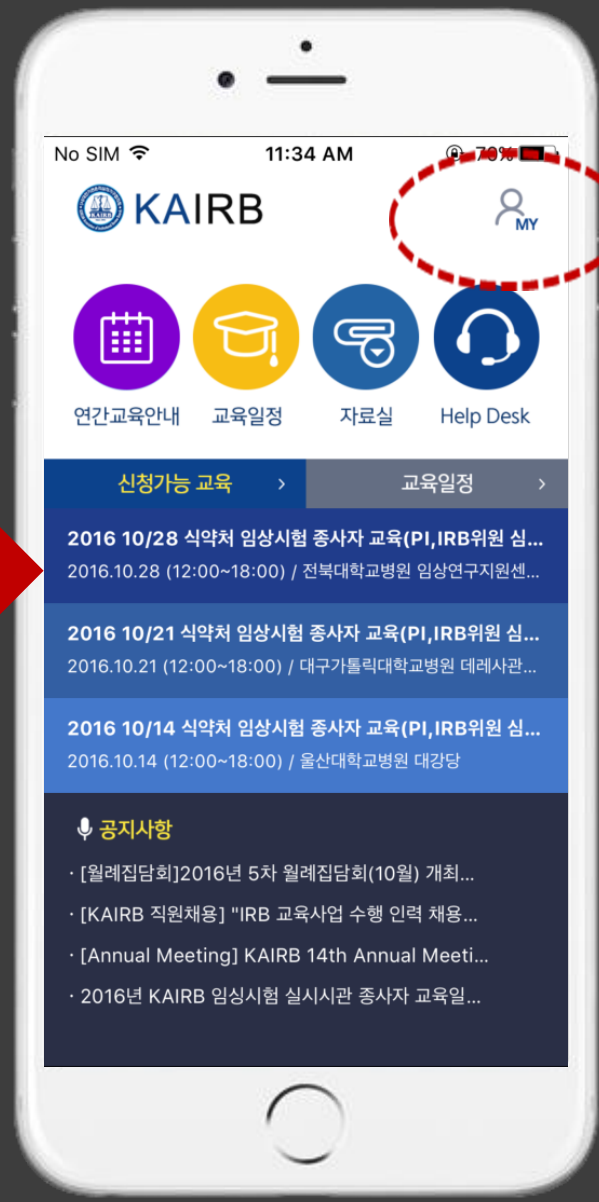 No SIM 11:34 AM 70%
KAIRB
MY
연간교육안내 교육일정 자료실 Help Desk
신청가능 교육 > 교육일정 >
2016 10/28 식약처 임상시험 종사자 교육(PI,IRB위원 심...
2016.10.28 (12:00~18:00) / 전북대학교병원 임상연구지원센...
2016 10/21 식약처 임상시험 종사자 교육(PI,IRB위원 심...
2016.10.21 (12:00~18:00) / 대구가톨릭대학교병원 데레사관...
2016 10/14 식약처 임상시험 종사자 교육(PI,IRB위원 심...
2016.10.14 (12:00~18:00) / 울산대학교병원 대강당
공지사항
· [월례집담회]2016년 5차 월례집담회(10월) 개최...
· [KAIRB 직원채용] "IRB 교육사업 수행 인력 채용...
· [Annual Meeting] KAIRB 14th Annual Meeti...
· 2016년 KAIRB 임싱시험 실시시관 종사자 교육일...